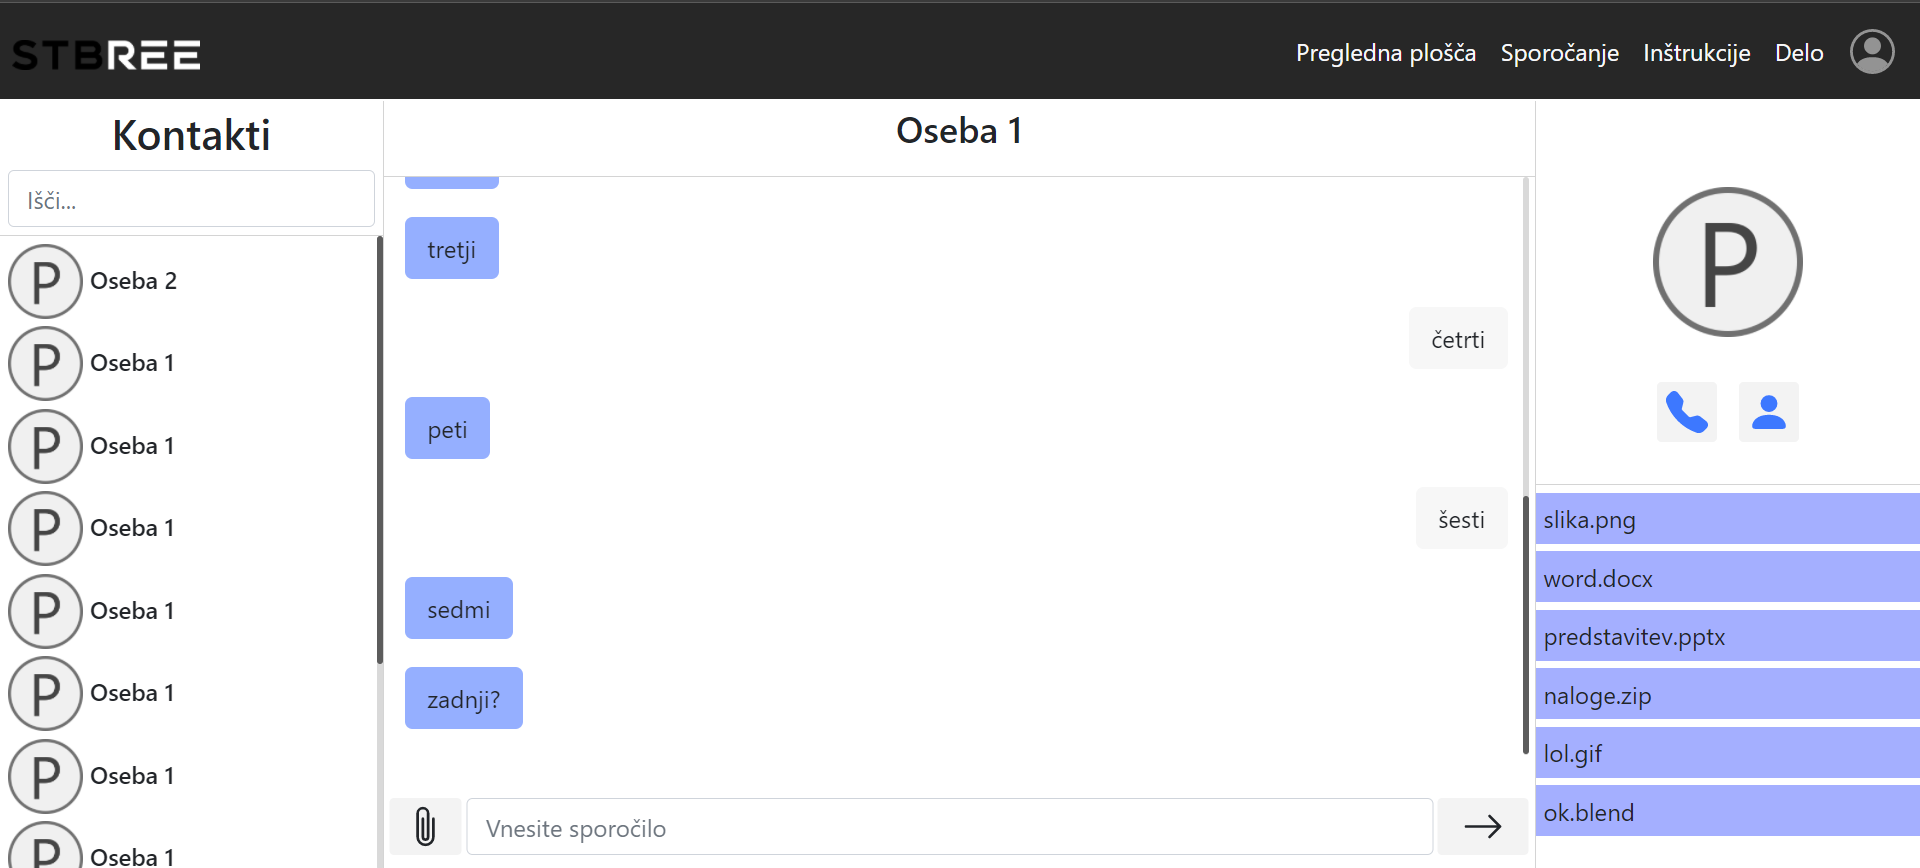 STBREE
Pregledna plošča Sporočanje Inštrukcije Delo
Kontakti
Išči...
P Oseba 2
P Oseba 1
P Oseba 1
P Oseba 1
P Oseba 1
P Oseba 1
P Oseba 1
P Oseba 1
Oseba 1
tretji
četrti
peti
šesti
sedmi
zadnji?
Vnesite sporočilo
P
slika.png
word.docx
predstavitev.pptx
naloge.zip
lol.gif
ok.blend